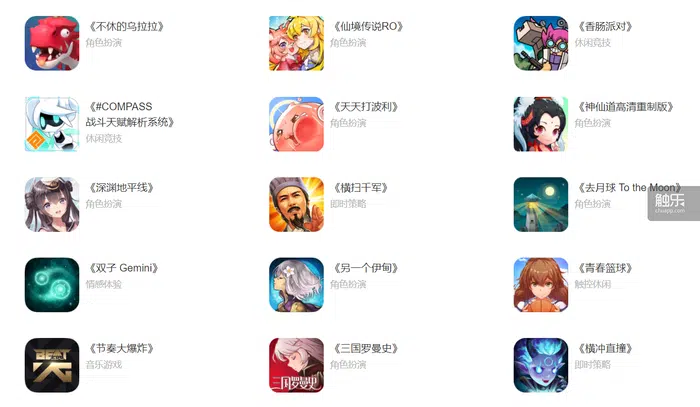 《不休的乌拉拉》
角色扮演
《仙境传说RO》
角色扮演
《香肠派对》
休闲竞技
《#COMPASS
战斗天赋解析系统》
休闲竞技
《天天打波利》
角色扮演
《神仙道高清重制版》
角色扮演
《深渊地平线》
角色扮演
《横扫千军》
即时策略
《去月球 To the Moon》
角色扮演
触乐
chuapp.com
《双子 Gemini》
情感体验
《另一个伊甸》
角色扮演
《青春篮球》
触控休闲
BEAT
《节奏大爆炸》
音乐游戏
三国罗曼史
《三国罗曼史》
角色扮演
《横冲直撞》
即时策略